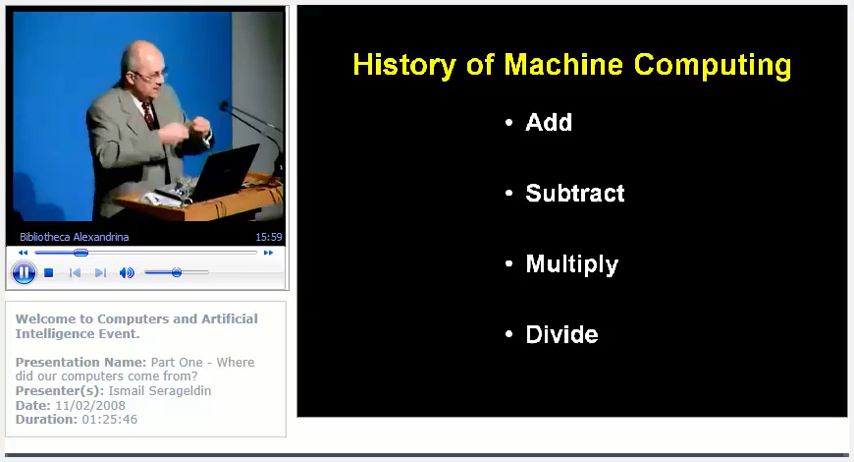 Bibliotheca Alexandrina 15:59
Welcome to Computers and Artificial
Intelligence Event.
Presentation Name: Part One - Where
did our computers come from?
Presenter(s): Ismail Serageldin
Date: 11/02/2008
Duration: 01:25:46
History of Machine Computing
• Add
• Subtract
• Multiply
• Divide